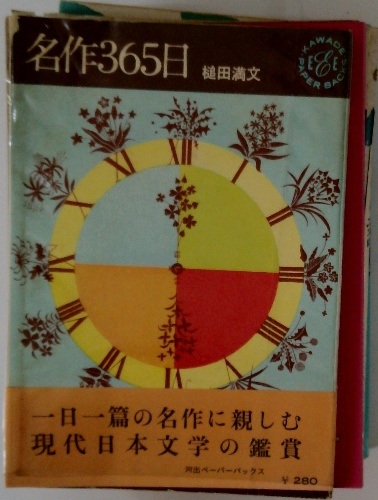 名作365日
槌田満文
KAWADE
PAPER BACKS
一日一篇の名作に親しむ
現代日本文学の鑑賞
河出ペーパーバックス
¥ 280